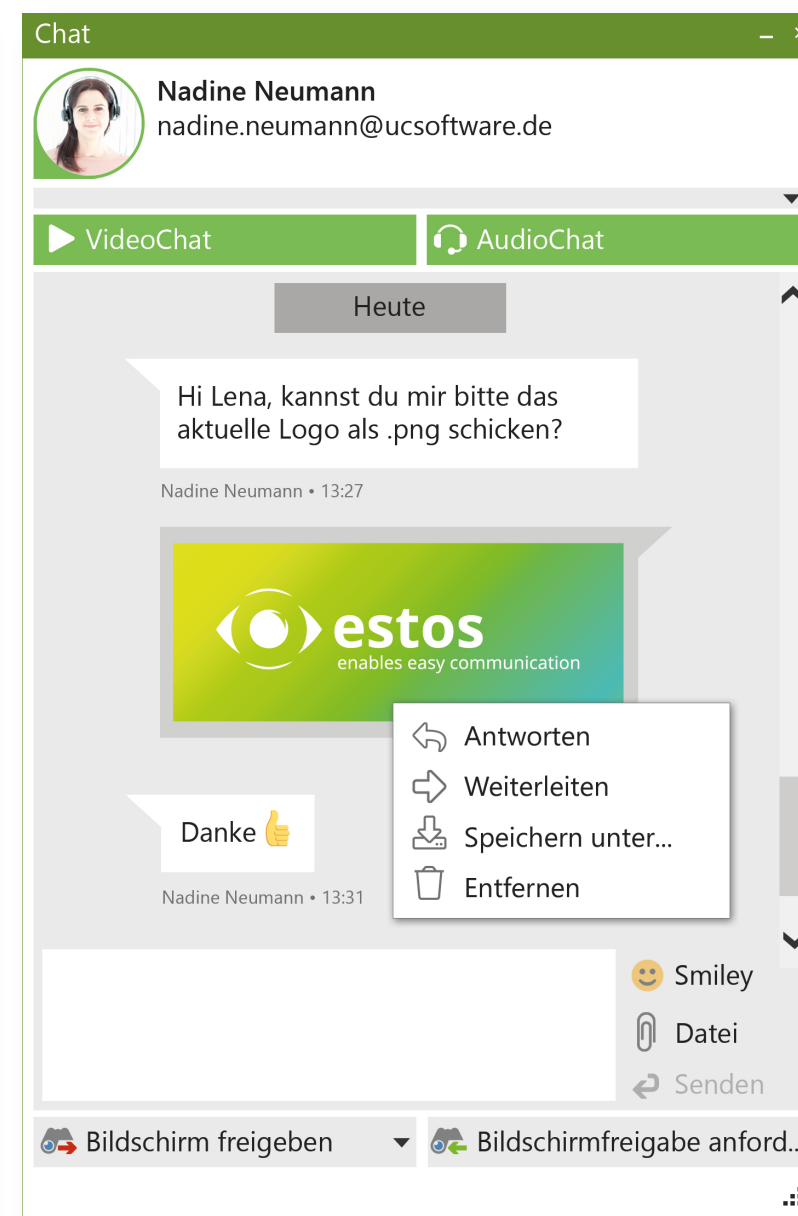 Chat
Nadine Neumann
nadine.neumann@ucsoftware.de
VideoChat
AudioChat
Heute
Hi Lena, kannst du mir bitte das
aktuelle Logo als .png schicken?
Nadine Neumann • 13:27
estos
enables easy communication
Antworten
Weiterleiten
Speichern unter...
Entfernen
Danke 👍
Nadine Neumann • 13:31
Smiley
Datei
Senden
Bildschirm freigeben
Bildschirmfreigabe anford...